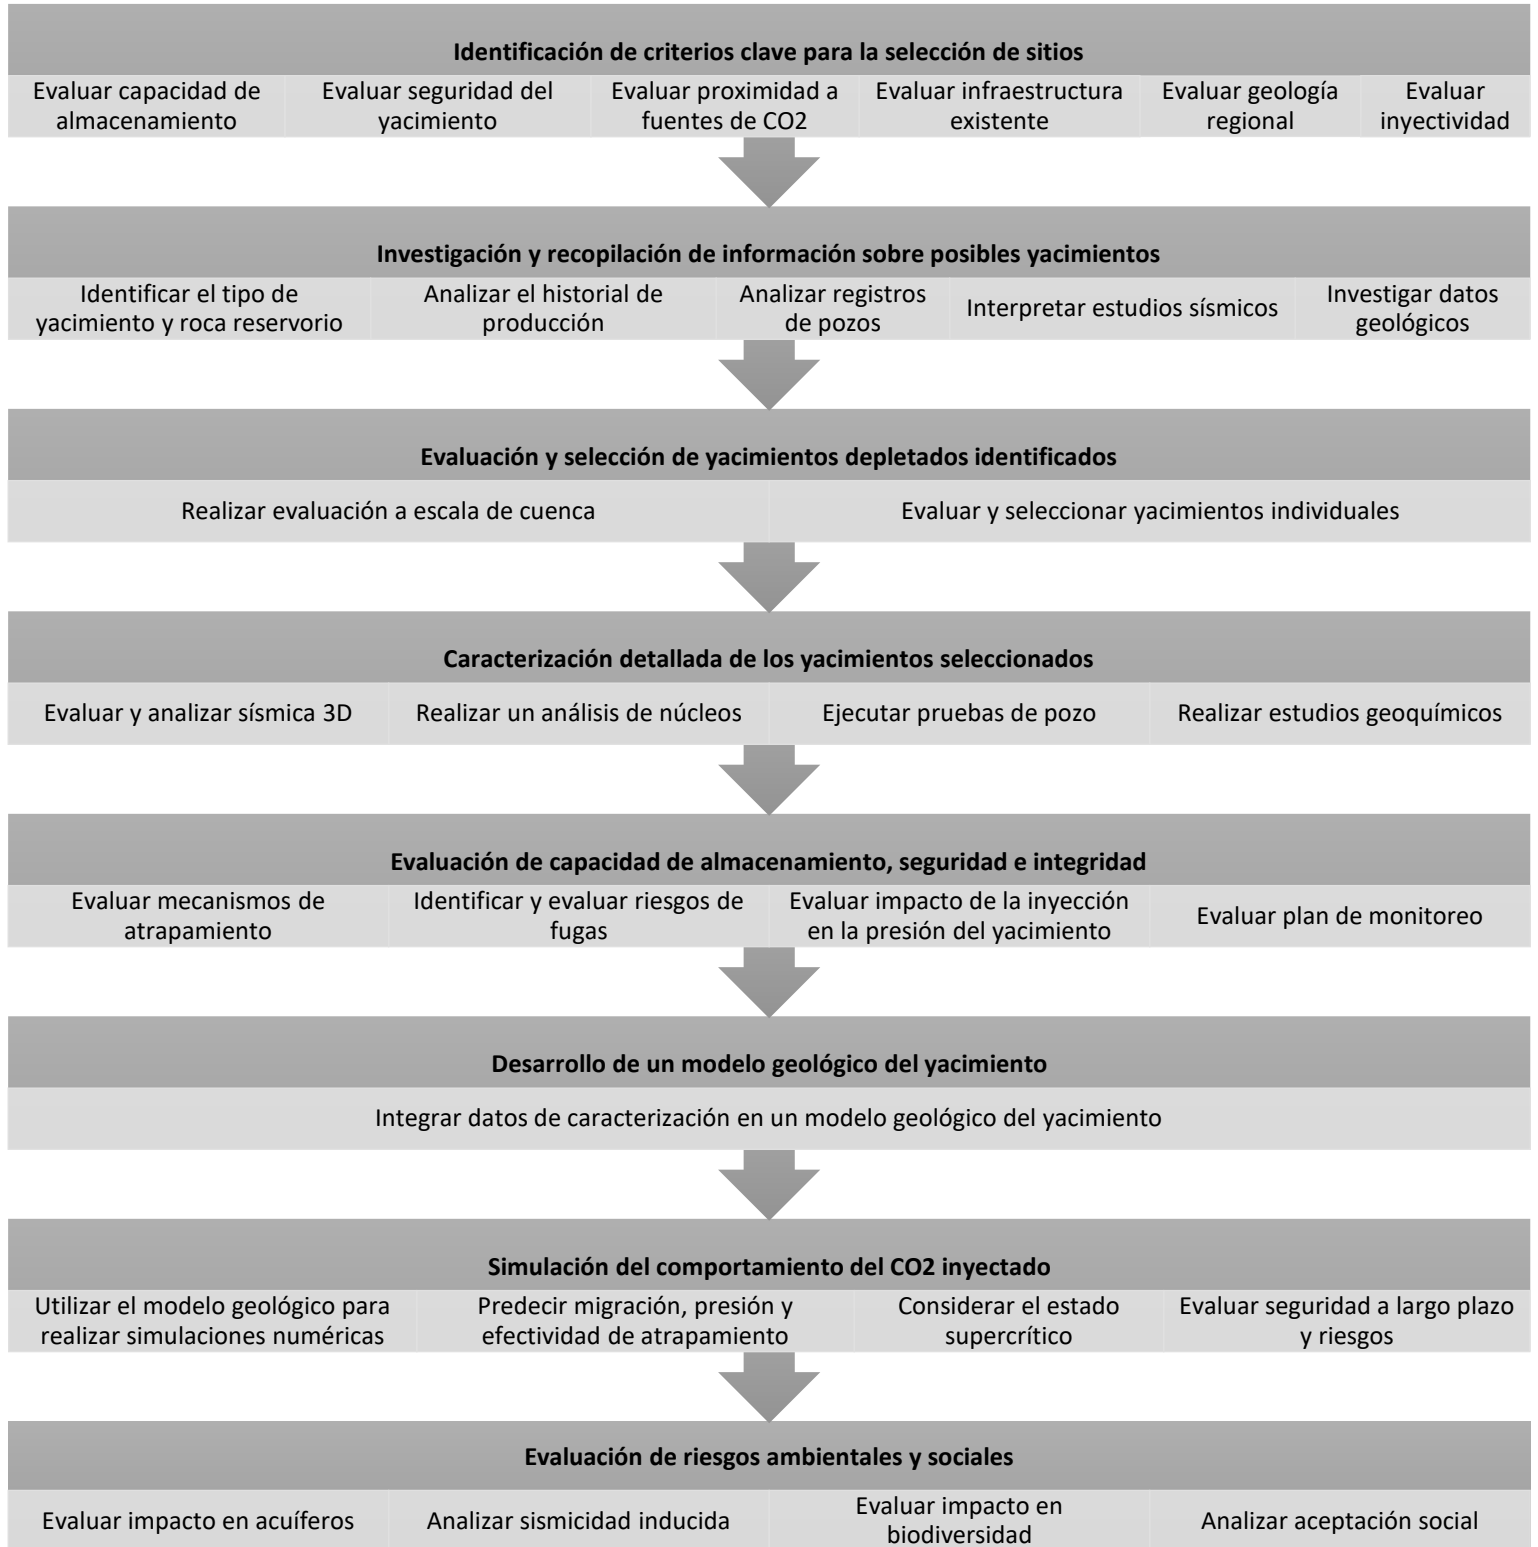 Identificación de criterios clave para la selección de sitios
Evaluar capacidad de
almacenamiento
Evaluar seguridad del
yacimiento
Evaluar proximidad a
fuentes de CO2
Evaluar infraestructura
existente
Evaluar geología
regional
Evaluar
inyectividad
Investigación y recopilación de información sobre posibles yacimientos
Identificar el tipo de
yacimiento y roca reservorio
Analizar el historial de
producción
Analizar registros
de pozos
Interpretar estudios sísmicos
Investigar datos
geológicos
Evaluación y selección de yacimientos depletados identificados
Realizar evaluación a escala de cuenca
Evaluar y seleccionar yacimientos individuales
Caracterización detallada de los yacimientos seleccionados
Evaluar y analizar sísmica 3D
Realizar un análisis de núcleos
Ejecutar pruebas de pozo
Realizar estudios geoquímicos
Evaluación de capacidad de almacenamiento, seguridad e integridad
Evaluar mecanismos de
atrapamiento
Identificar y evaluar riesgos de
fugas
Evaluar impacto de la inyección
en la presión del yacimiento
Evaluar plan de monitoreo
Desarrollo de un modelo geológico del yacimiento
Integrar datos de caracterización en un modelo geológico del yacimiento
Simulación del comportamiento del CO2 inyectado
Utilizar el modelo geológico para
realizar simulaciones numéricas
Predecir migración, presión y
efectividad de atrapamiento
Considerar el estado
supercrítico
Evaluar seguridad a largo plazo
y riesgos
Evaluación de riesgos ambientales y sociales
Evaluar impacto en acuíferos
Analizar sismicidad inducida
Evaluar impacto en
biodiversidad
Analizar aceptación social